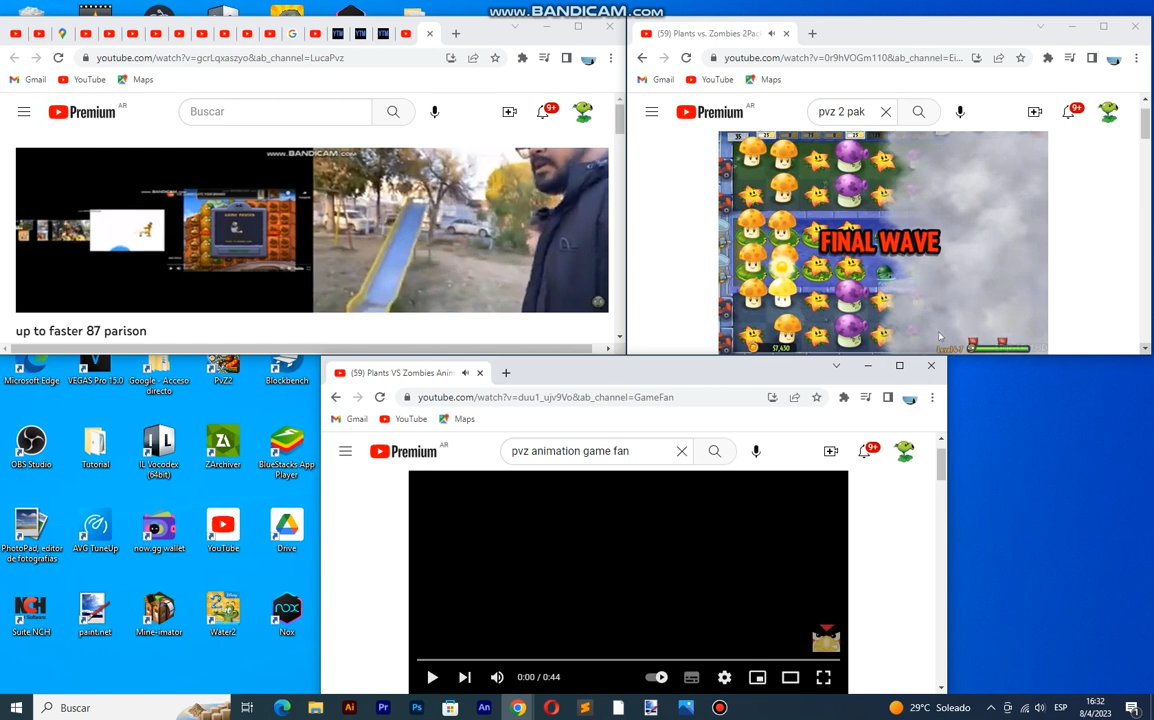 WWW.BANDICAM.COM
(59) Plants vs. Zombies 2Pac
youtube.com/watch?v=gcrLqxaszyo&ab_channel=LucaPvz
youtube.com/watch?v=0r9hVOGm110&ab_channel=Ei...
Gmail YouTube Maps
Gmail YouTube Maps
Premium AR
Buscar
9+
Premium AR
pvz 2 pak
9+
WWW.BANDICAM.COM
FINAL WAVE
57,430
up to faster 87 parison
Microsoft Edge
VEGAS Pro 15.0
Google - Acceso directo
PvZ2
Blockbench
(59) Plants VS Zombies Anim
youtube.com/watch?v=duu1_ujv9Vo&ab_channel=GameFan
Gmail YouTube Maps
Premium AR
pvz animation game fan
9+
OBS Studio
Tutorial
IL Vocodex (64bit)
ZArchiver
BlueStacks App Player
PhotoPad, editor de fotografías
AVG TuneUp
now.gg wallet
YouTube
Drive
Suite NCH
paint.net
Mine-imator
Water2
Nox
0:00 / 0:44
Buscar
29°C Soleado
ESP
16:32
8/4/2023